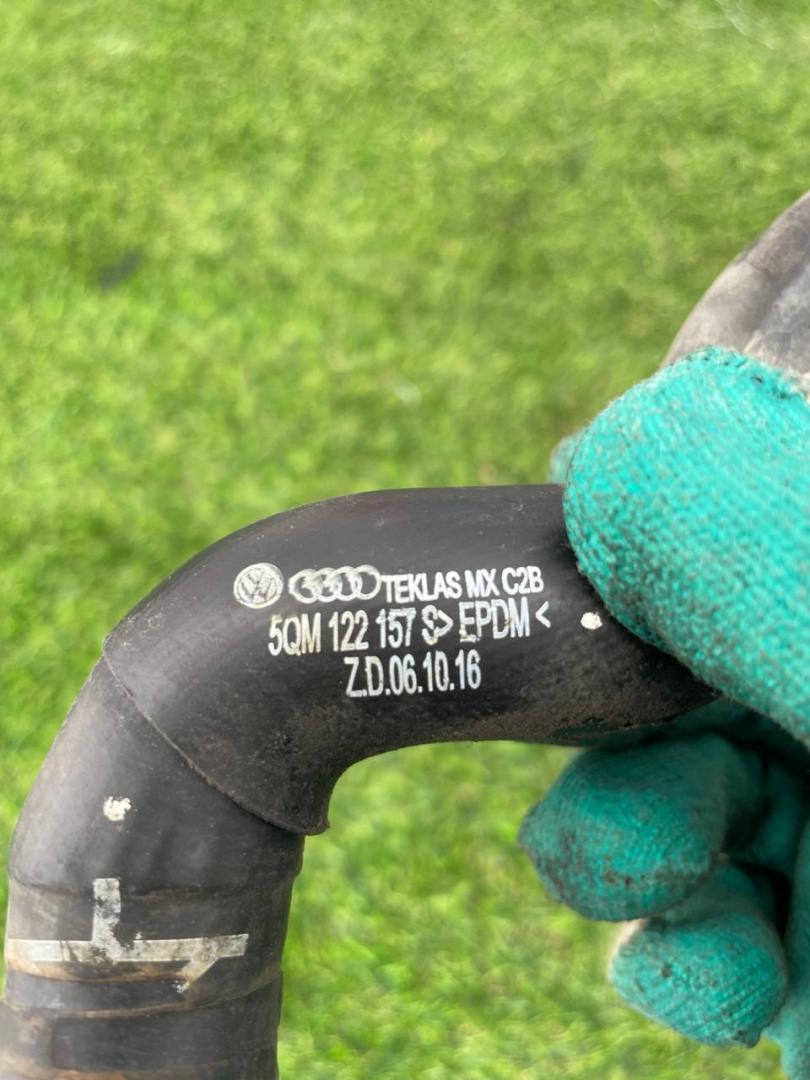 TEKLAS MX C2B
5QM 122 157 S> EPDM <
Z.D.06.10.16